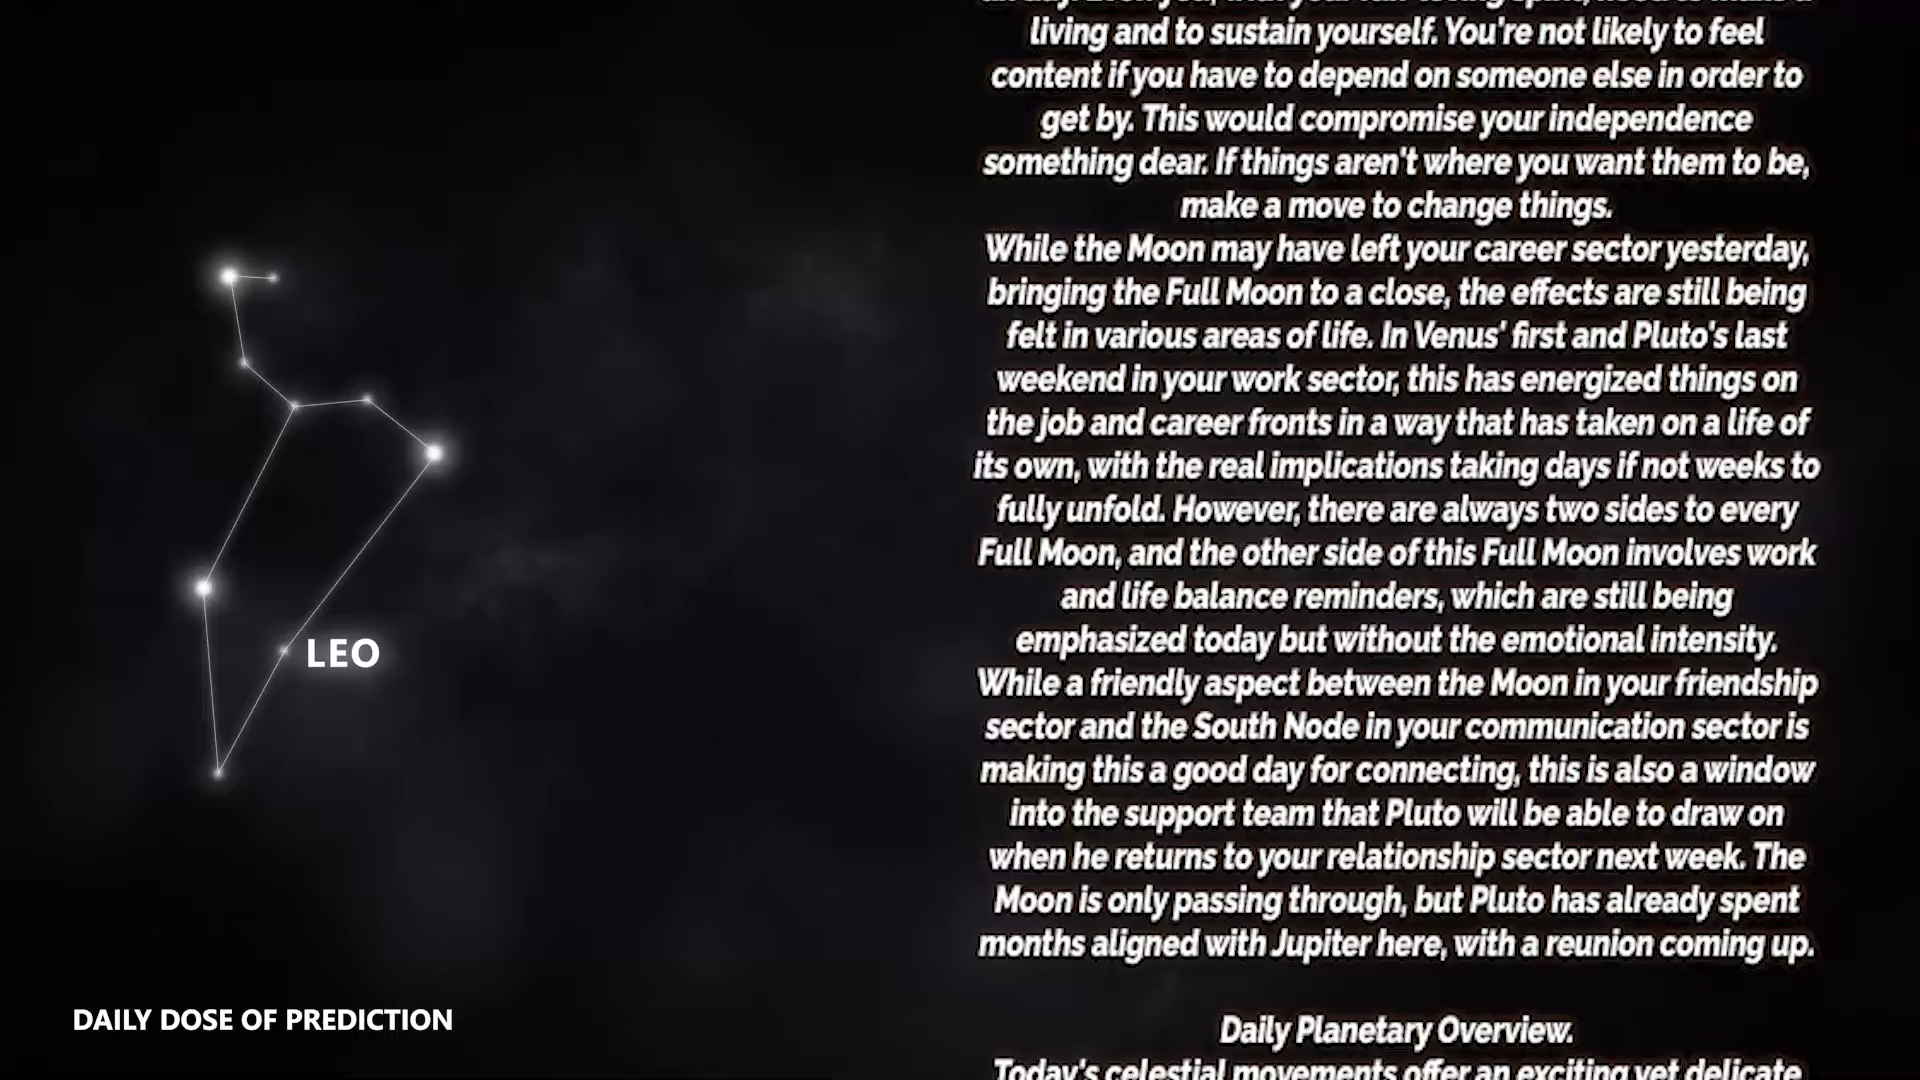 living and to sustain yourself. You're not likely to feel
content if you have to depend on someone else in order to
get by. This would compromise your independence
something dear. If things aren't where you want them to be,
make a move to change things.
While the Moon may have left your career sector yesterday,
bringing the Full Moon to a close, the effects are still being
felt in various areas of life. In Venus' first and Pluto's last
weekend in your work sector, this has energized things on
the job and career fronts in a way that has taken on a life of
its own, with the real implications taking days if not weeks to
fully unfold. However, there are always two sides to every
Full Moon, and the other side of this Full Moon involves work
and life balance reminders, which are still being
emphasized today but without the emotional intensity.
While a friendly aspect between the Moon in your friendship
sector and the South Node in your communication sector is
making this a good day for connecting, this is also a window
into the support team that Pluto will be able to draw on
when he returns to your relationship sector next week. The
Moon is only passing through, but Pluto has already spent
months aligned with Jupiter here, with a reunion coming up.
Daily Planetary Overview.
Today's celestial movements offer an exciting yet delicate
LEO
DAILY DOSE OF PREDICTION